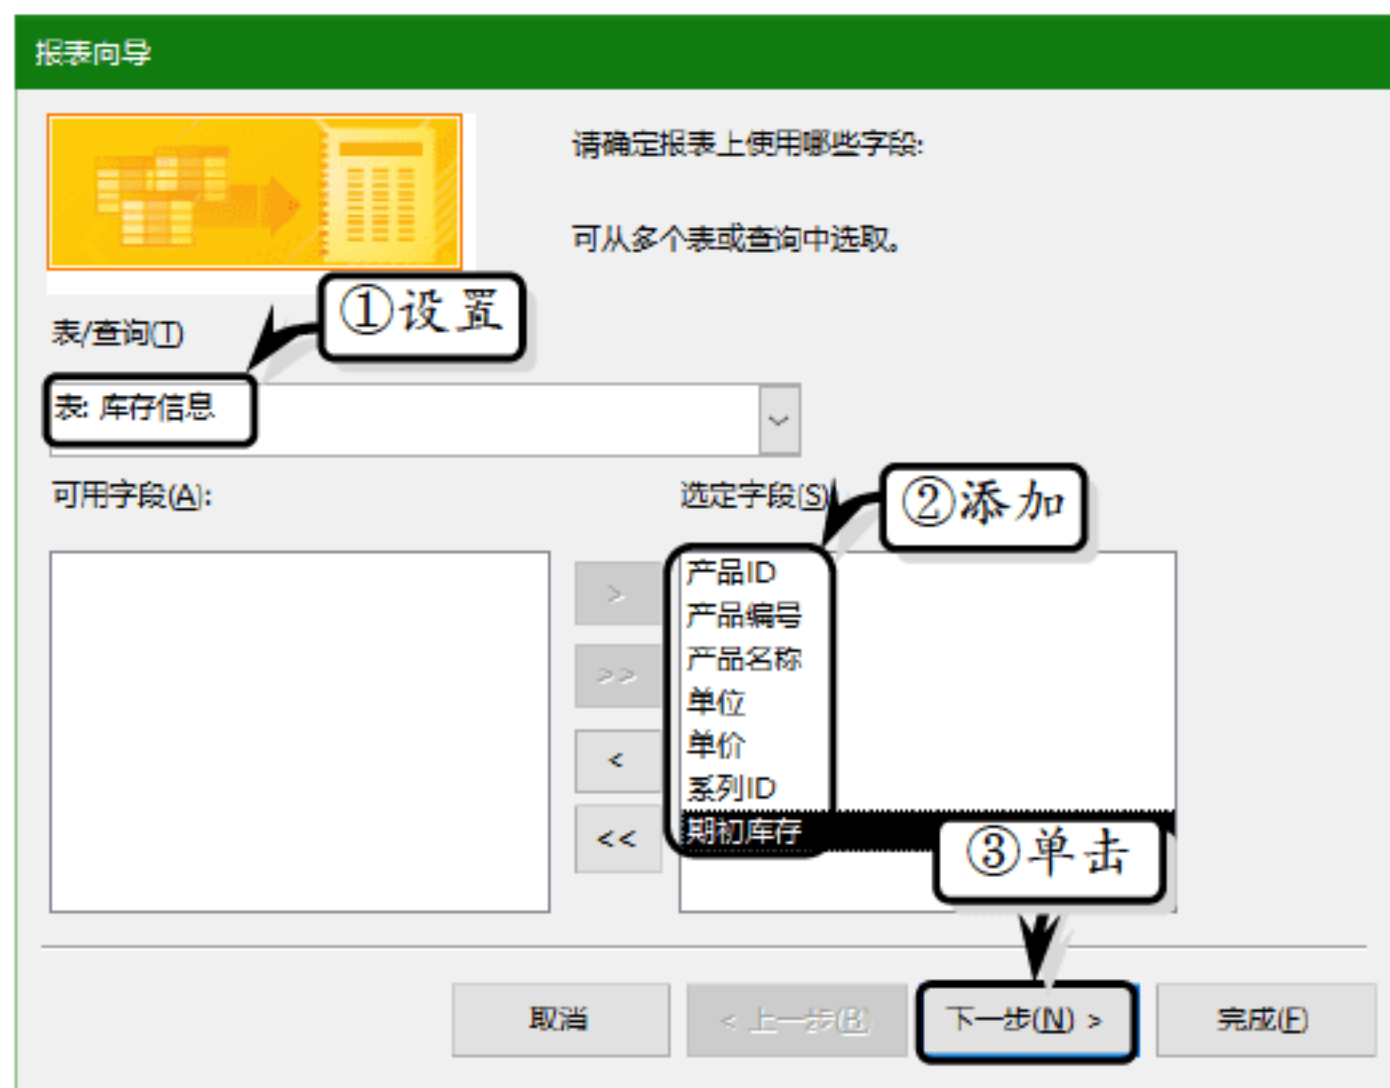 报表向导
请确定报表上使用哪些字段:
可从多个表或查询中选取。
①设置
表/查询(T)
表: 库存信息
可用字段(A):
选定字段(S)
②添加
>
>>
<
<<
产品ID
产品编号
产品名称
单位
单价
系列ID
期初库存
③单击
取消
< 上一步(B)
下一步(N) >
完成(F)